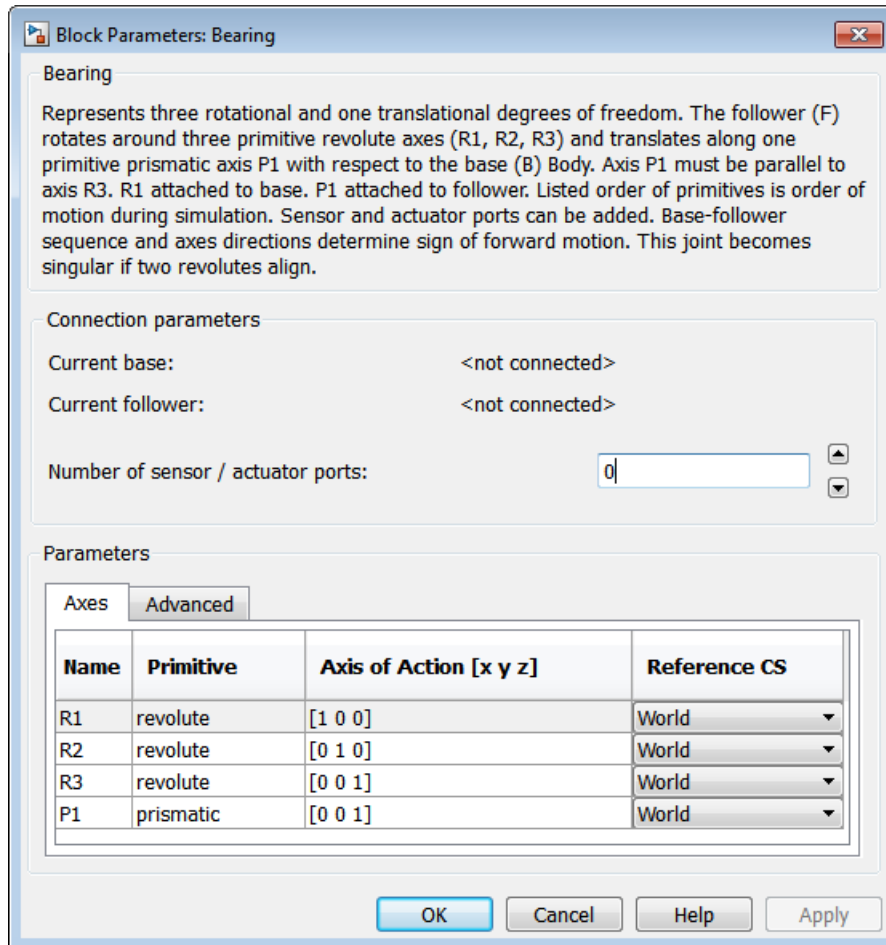 Block Parameters: Bearing
Bearing
Represents three rotational and one translational degrees of freedom. The follower (F)
rotates around three primitive revolute axes (R1, R2, R3) and translates along one
primitive prismatic axis P1 with respect to the base (B) Body. Axis P1 must be parallel to
axis R3. R1 attached to base. P1 attached to follower. Listed order of primitives is order of
motion during simulation. Sensor and actuator ports can be added. Base-follower
sequence and axes directions determine sign of forward motion. This joint becomes
singular if two revolutes align.
Connection parameters
Current base: <not connected>
Current follower: <not connected>
Number of sensor / actuator ports: 0
Parameters
Axes Advanced
Name Primitive Axis of Action [x y z] Reference CS
R1 revolute [1 0 0] World
R2 revolute [0 1 0] World
R3 revolute [0 0 1] World
P1 prismatic [0 0 1] World
OK Cancel Help Apply